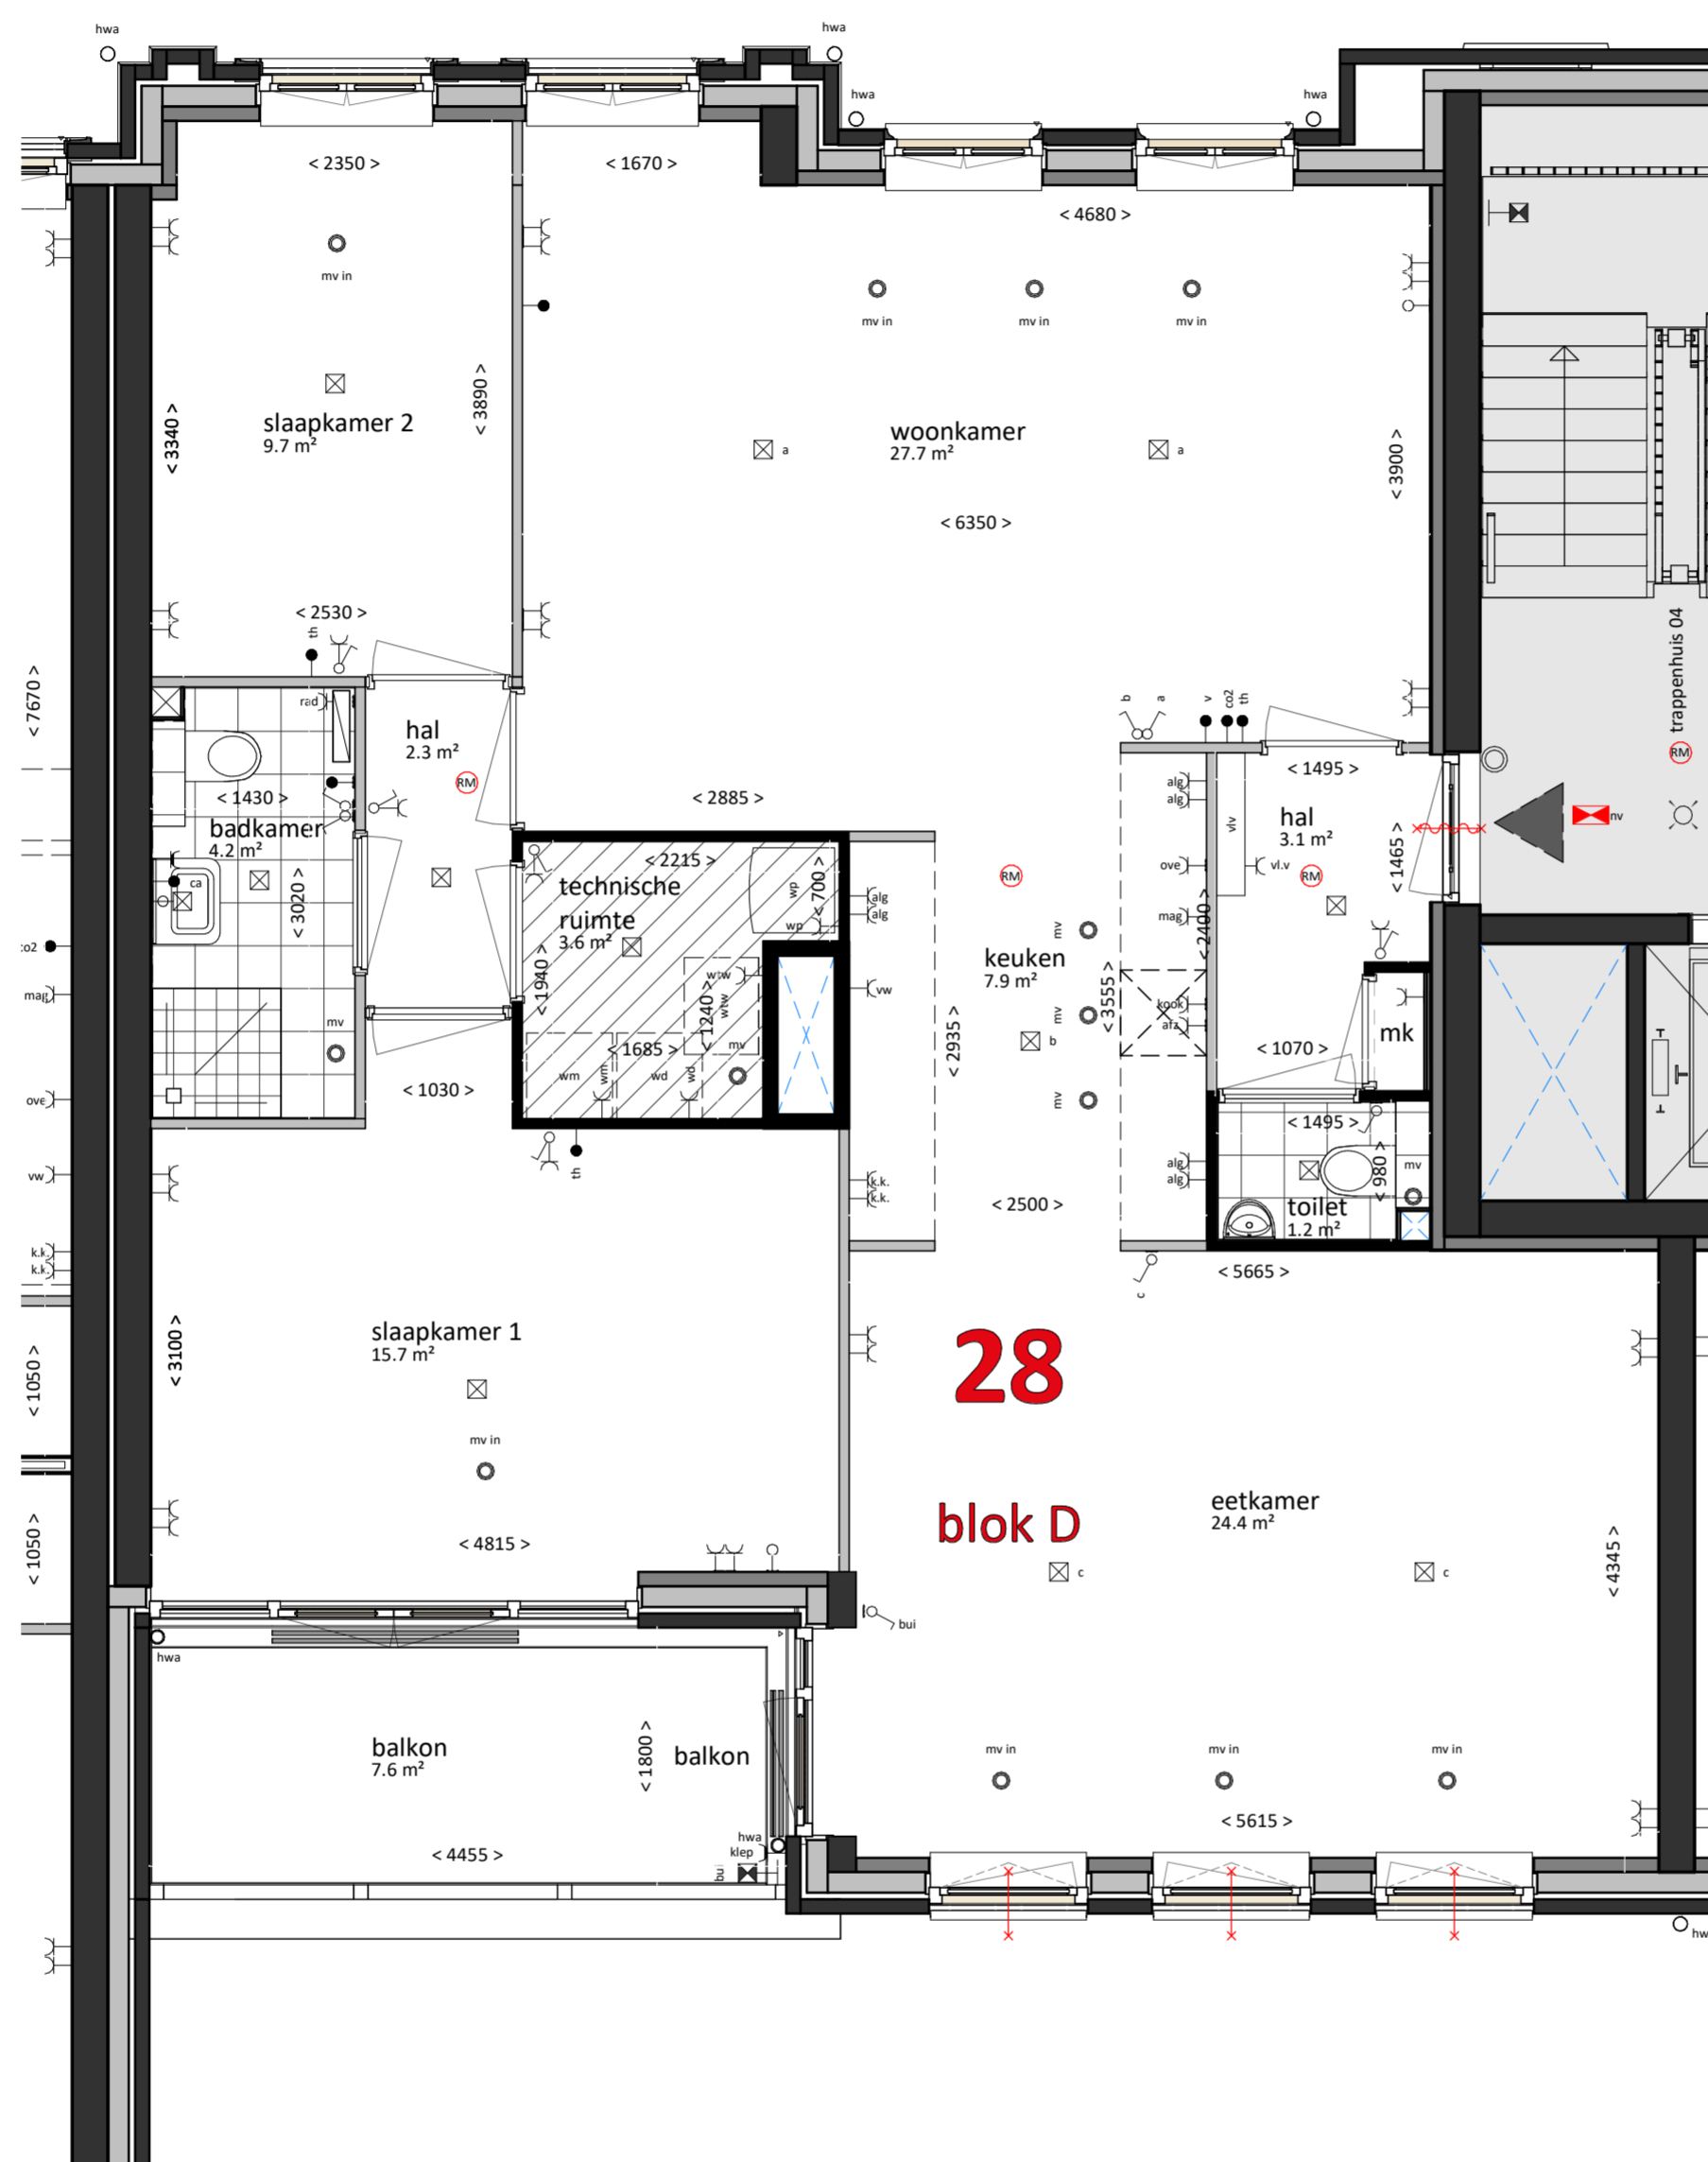 hwa
hwa
hwa
hwa
< 2350 >
< 1670 >
< 4680 >
mv in
mv in
mv in
mv in
< 3340 >
< 3890 >
slaapkamer 2
9.7 m²
woonkamer
27.7 m²
a
a
< 3900 >
< 6350 >
< 2530 >
th
trappenhuis 04
RM
< 7670 >
rad
hal
2.3 m²
RM
b
a
v
co2
th
< 1430 >
badkamer
4.2 m²
< 2885 >
alg
alg
< 1495 >
hal
3.1 m²
vlv
nv
ca
< 3020 >
< 2215 >
technische
ruimte
3.6 m²
wp
wp
< 700 >
alg
alg
RM
ove
vl.v
RM
< 1465 >
mag
< 2400 >
mv
keuken
7.9 m²
mag
< 1940 >
wtw
wtw
< 1240 >
vw
< 3555 >
kook
afz
mv
mk
mv
< 1685 >
mv
< 2935 >
b
< 1070 >
wm
wm
wd
wd
< 1030 >
ove
mv
< 1495 >
th
vw
k.k.
k.k.
alg
alg
< 980 >
mv
toilet
1.2 m²
< 2500 >
k.k.
k.k.
c
< 5665 >
slaapkamer 1
15.7 m²
< 3100 >
< 1050 >
28
mv in
blok D
eetkamer
24.4 m²
< 1050 >
< 4815 >
c
c
< 4345 >
bui
hwa
balkon
7.6 m²
< 1800 >
balkon
mv in
mv in
mv in
< 5615 >
< 4455 >
hwa
klep